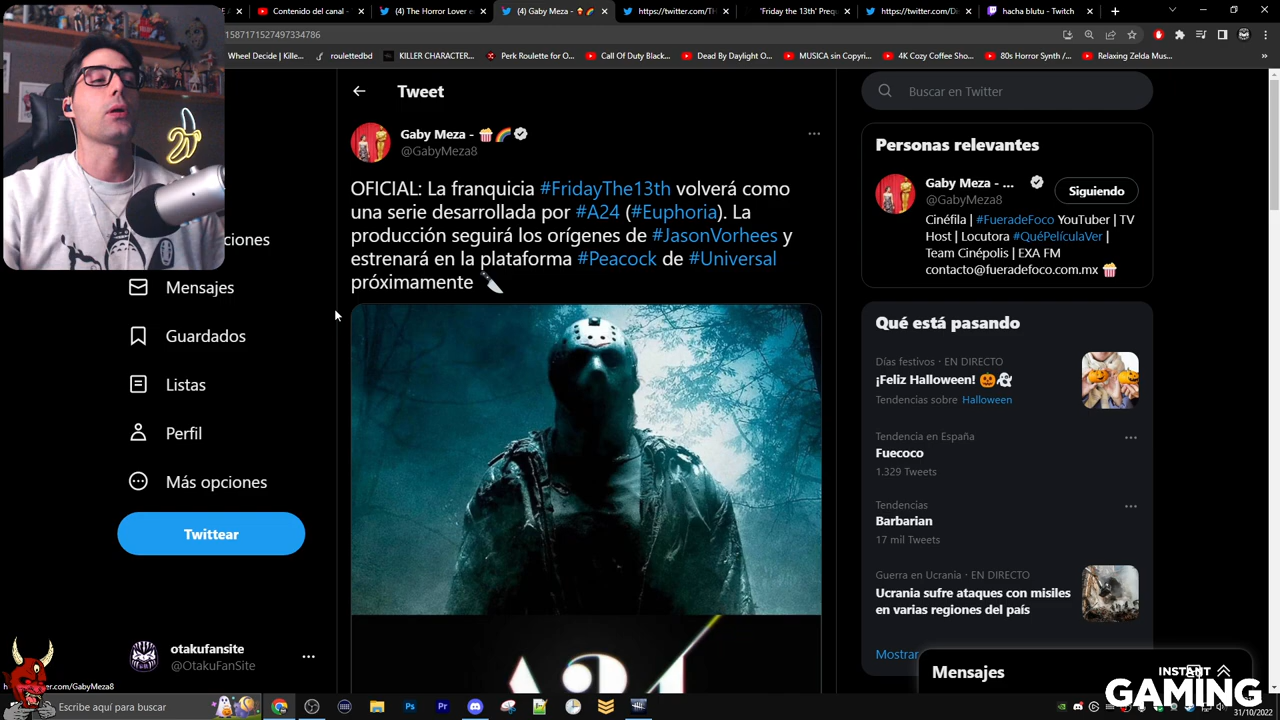 Contenido del canal -
(4) The Horror Lover e
(4) Gaby Meza -
https://twitter.com/TH
'Friday the 13th' Preq
https://twitter.com/De
hacha blutu - Twitch
1587171527497334786
Wheel Decide | Kille...
roulettedbd
KILLER CHARACTER...
Perk Roulette for O...
Call Of Duty Black...
Dead By Daylight O...
MUSICA sin Copyri...
4K Cozy Coffee Sho...
80s Horror Synth /...
Relaxing Zelda Mus...
Tweet
Buscar en Twitter
Gaby Meza -
@GabyMeza8
OFICIAL: La franquicia #FridayThe13th volverá como
una serie desarrollada por #A24 (#Euphoria). La
producción seguirá los orígenes de #JasonVorhees y
estrenará en la plataforma #Peacock de #Universal
próximamente
A24
Personas relevantes
Gaby Meza - ...
@GabyMeza8
Siguiendo
Cinéfila | #FueradeFoco YouTuber | TV
Host | Locutora #QuéPelículaVer |
Team Cinépolis | EXA FM
contacto@fueradefoco.com.mx
Qué está pasando
Días festivos · EN DIRECTO
¡Feliz Halloween!
Tendencias sobre Halloween
Tendencia en España
Fuecoco
1.329 Tweets
Tendencias
Barbarian
17 mil Tweets
Guerra en Ucrania · EN DIRECTO
Ucrania sufre ataques con misiles
en varias regiones del país
Mostrar
Mensajes
ciones
Mensajes
Guardados
Listas
Perfil
Más opciones
Twittear
otakufansite
@OtakuFanSite
com/GabyMeza8
Escribe aquí para buscar
INSTANT
GAMING
31/10/2022